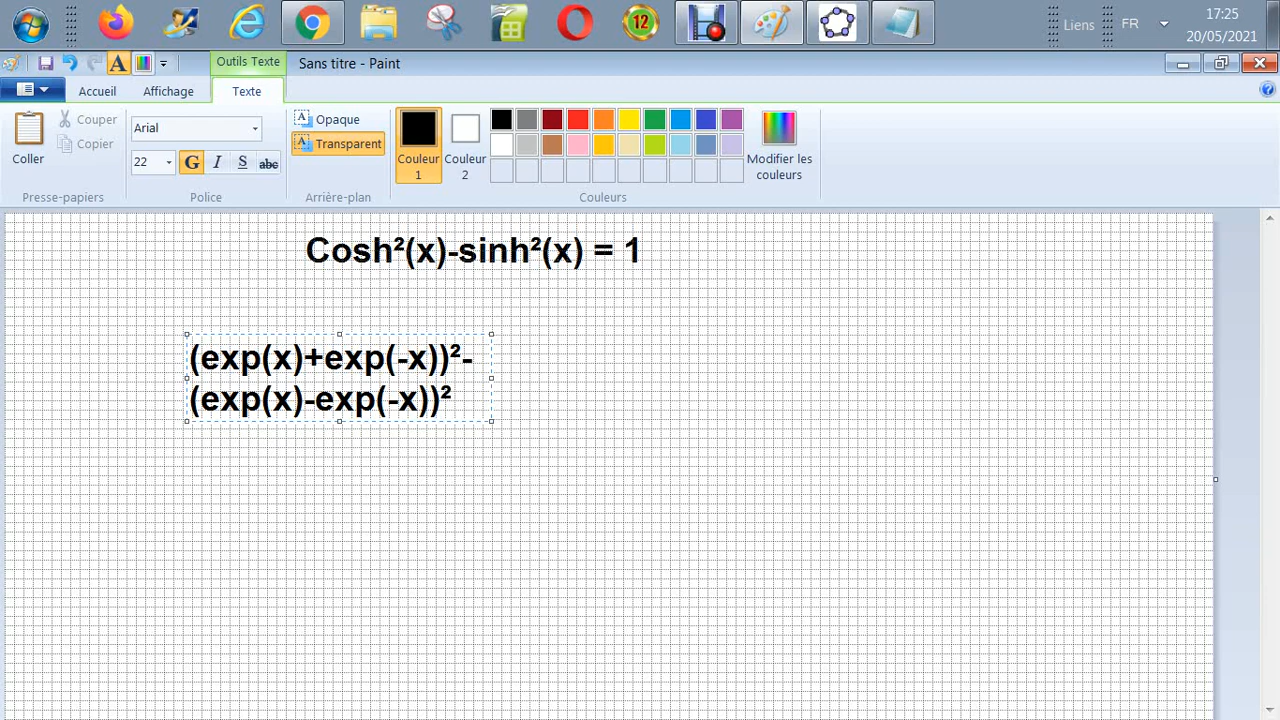 12
Liens
FR
17:25
20/05/2021
Outils Texte
Sans titre - Paint
Accueil
Affichage
Texte
Coller
Couper
Copier
Presse-papiers
Arial
22
G I S abc
Police
Opaque
Transparent
Arrière-plan
Couleur 1
Couleur 2
Modifier les couleurs
Couleurs
Cosh²(x)-sinh²(x) = 1
(exp(x)+exp(-x))²-
(exp(x)-exp(-x))²